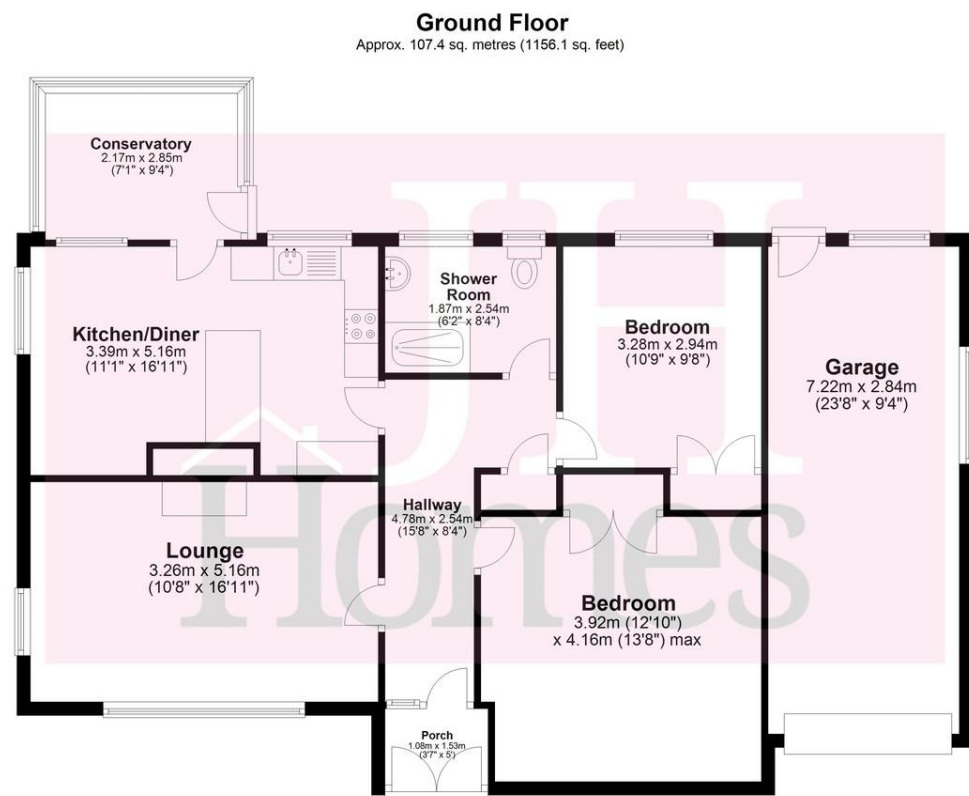 Ground Floor
Approx. 107.4 sq. metres (1156.1 sq. feet)
Conservatory
2.17m x 2.85m
(7'1" x 9'4")
Kitchen/Diner
3.39m x 5.16m
(11'1" x 16'11")
Shower
Room
1.87m x 2.54m
(6'2" x 8'4")
Bedroom
3.28m x 2.94m
(10'9" x 9'8")
Garage
7.22m x 2.84m
(23'8" x 9'4")
Hallway
4.78m x 2.54m
(15'8" x 8'4")
Lounge
3.26m x 5.16m
(10'8" x 16'11")
Bedroom
3.92m (12'10")
x 4.16m (13'8") max
Porch
1.08m x 1.53m
(3'7" x 5')
JH
Homes